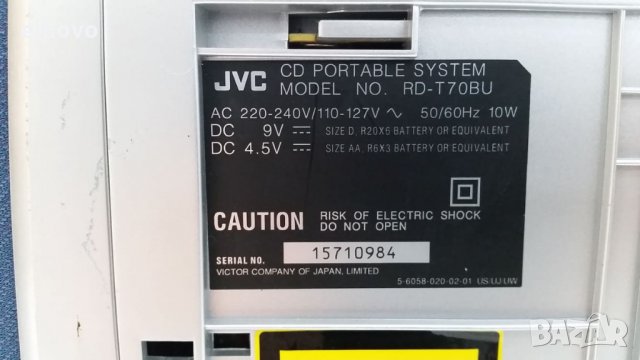 JVC CD PORTABLE SYSTEM
MODEL NO. RD-T70BU
AC 220-240V/110-127V ~ 50/60Hz 10W
DC 9V ⎓ SIZE D, R20X6 BATTERY OR EQUIVALENT
DC 4.5V ⎓ SIZE AA, R6X3 BATTERY OR EQUIVALENT
CAUTION RISK OF ELECTRIC SHOCK
DO NOT OPEN
SERIAL NO. 15710984
VICTOR COMPANY OF JAPAN, LIMITED
5-6058-020-02-01 US/UJ/UW
BAZAR